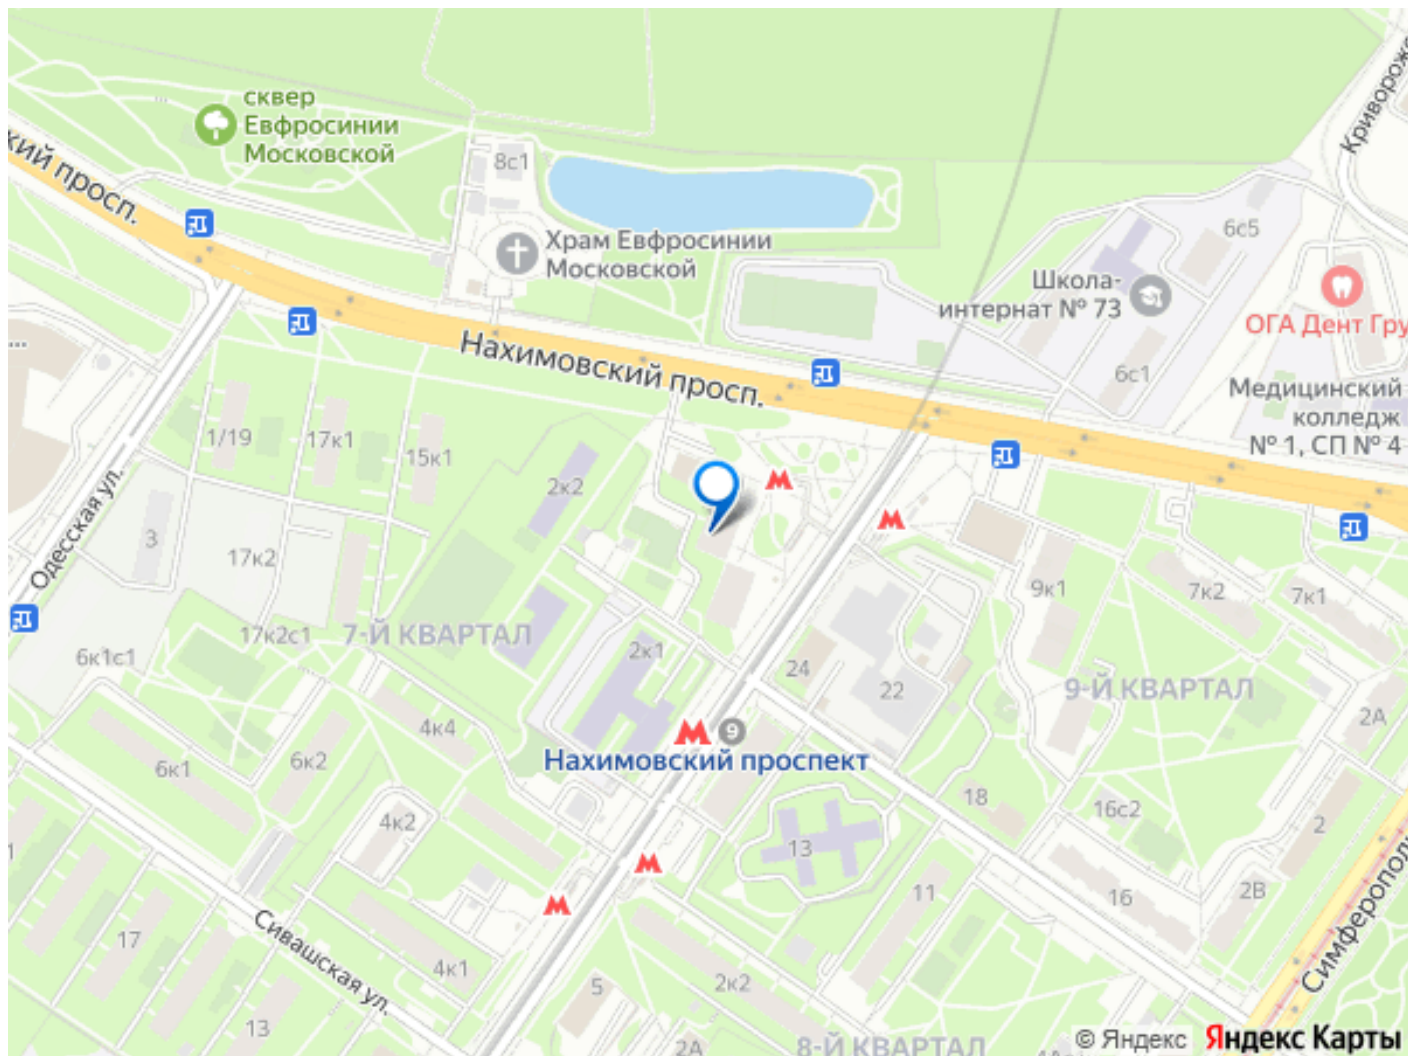 сквер
Евфросинии
Московской
кий просп.
8с1
Храм Евфросинии
Московской
Криворожс
6с5
Школа-
интернат № 73
ОГА Дент Гру
6с1
Медицинский
колледж
№ 1, СП № 4
...
Нахимовский просп.
1/19
17к1
15к1
2к2
Одесская ул.
3
17к2
9к1
7к2
7к1
17к2с1
7-Й КВАРТАЛ
6к1с1
2к1
24
22
9-Й КВАРТАЛ
2А
4к4
9
Нахимовский проспект
6к1
6к2
18
16с2
4к2
13
2
1
11
16
2В
Симферополь
Сивашская ул.
17
4к1
2к2
5
13
2А
8-Й КВАРТАЛ
© Яндекс Яндекс Карты